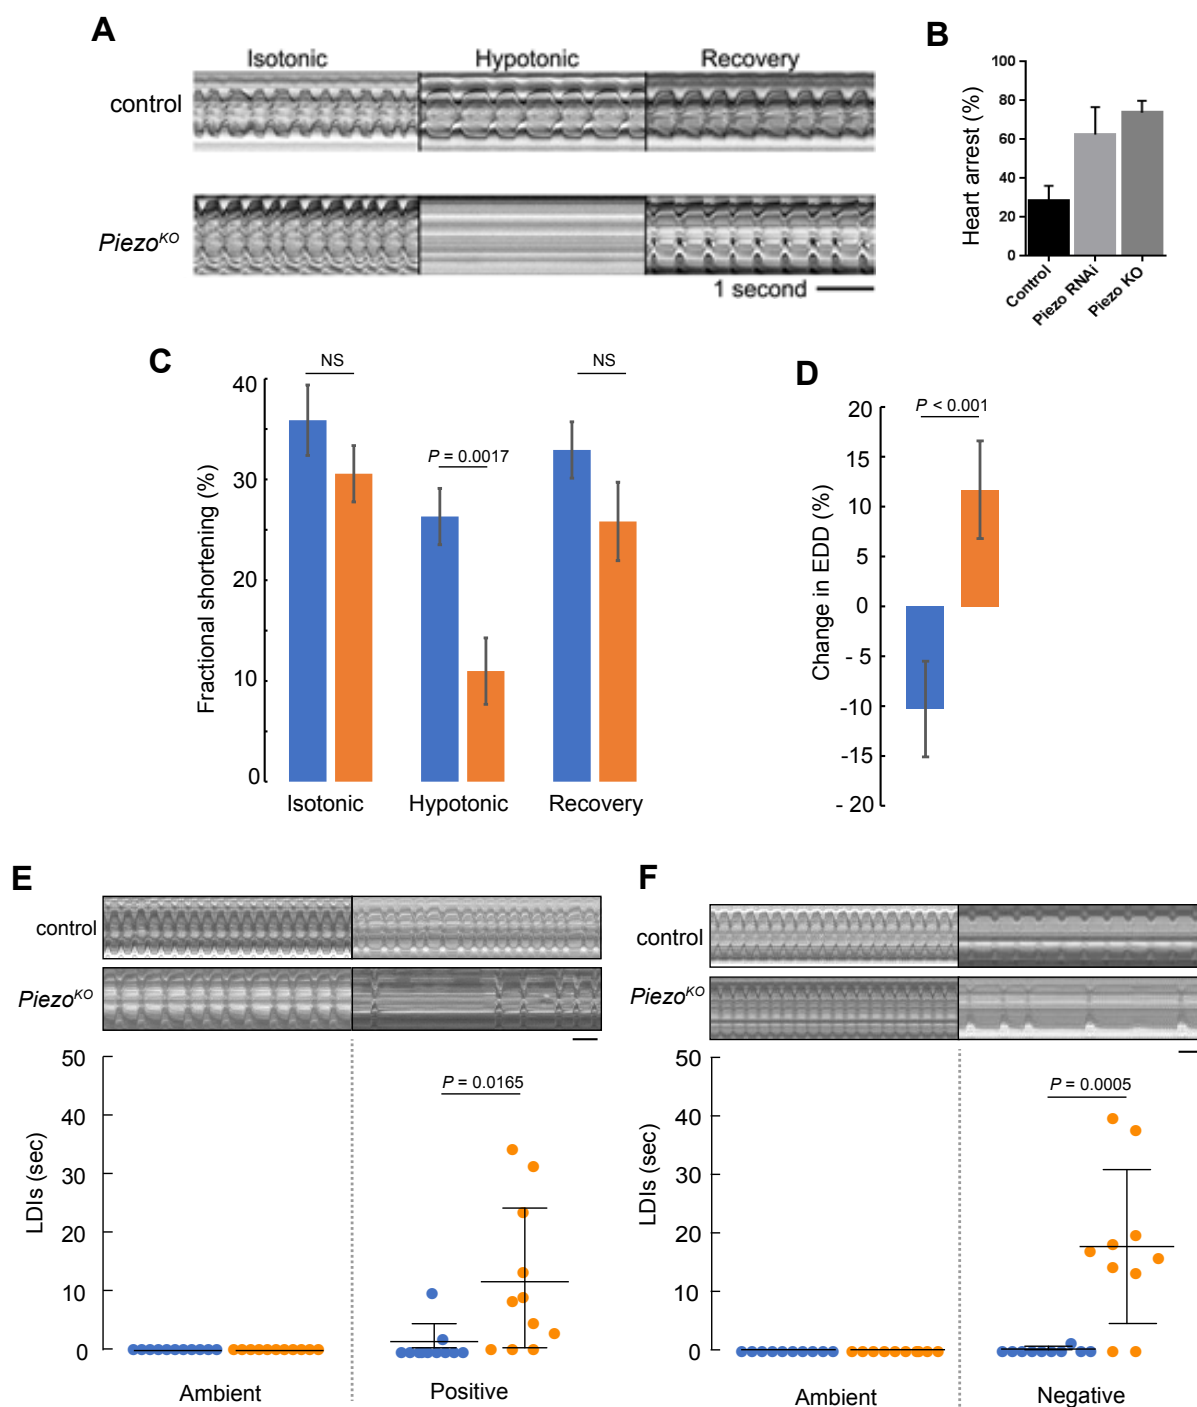 A
Isotonic Hypotonic Recovery
control
Piezo^KO
1 second
B
Heart arrest (%)
100
80
60
40
20
0
Control
Piezo RNAi
Piezo KO
C
Fractional shortening (%)
40
30
20
10
0
NS
P = 0.0017
NS
Isotonic Hypotonic Recovery
D
Change in EDD (%)
20
15
10
5
0
- 5
-10
-15
- 20
P < 0.001
E
control
Piezo^KO
LDIs (sec)
50
40
30
20
10
0
P = 0.0165
Ambient Positive
F
control
Piezo^KO
LDIs (sec)
50
40
30
20
10
0
P = 0.0005
Ambient Negative